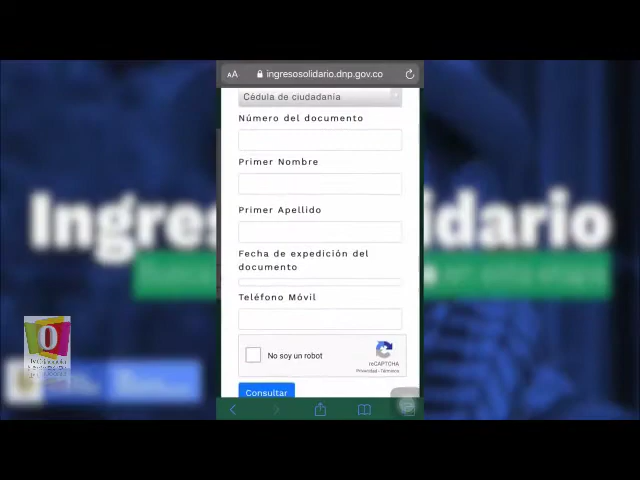 AA ingresosolidario.dnp.gov.co
Cédula de ciudadanía
Número del documento
Primer Nombre
Primer Apellido
Fecha de expedición del
documento
Teléfono Móvil
No soy un robot
reCAPTCHA
Privacidad - Términos
Consultar
Ingres
idario